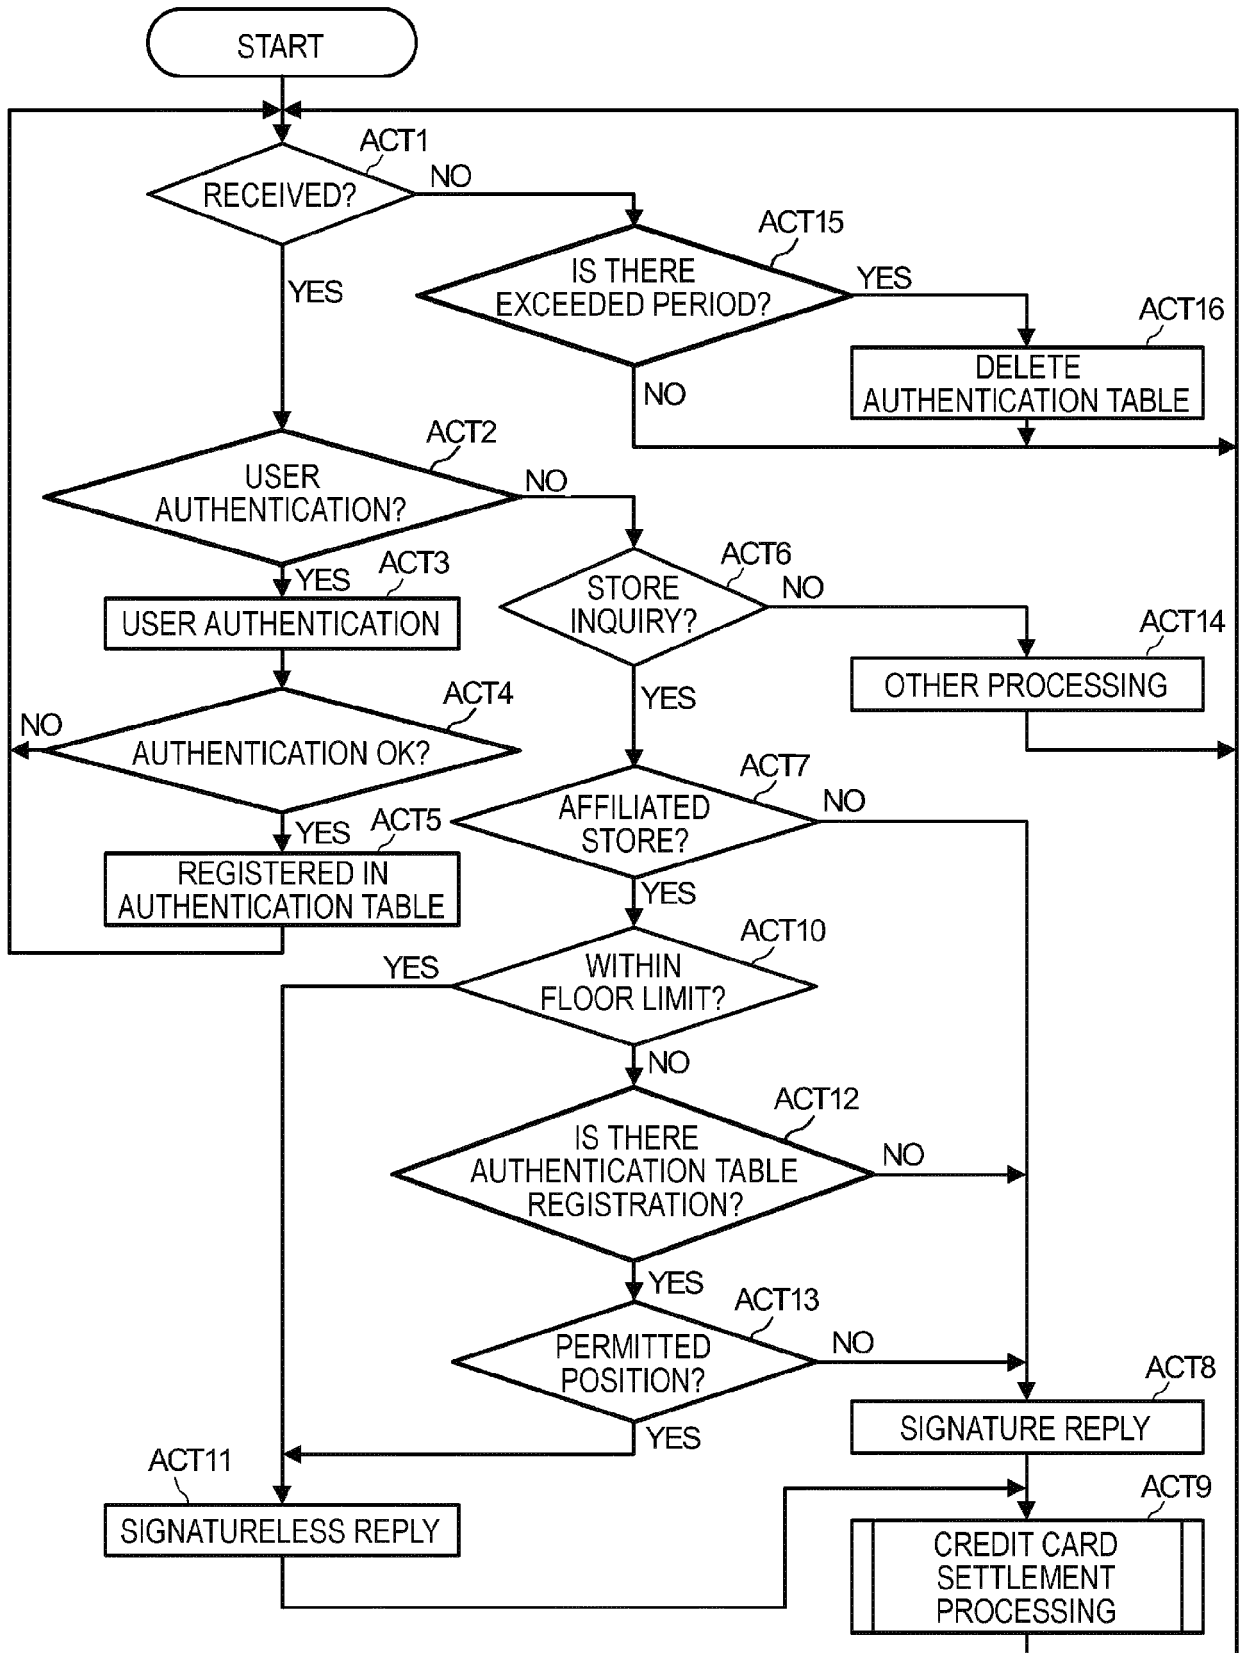 START
ACT1
RECEIVED?
NO
YES
ACT15
IS THERE
EXCEEDED PERIOD?
YES
NO
ACT16
DELETE
AUTHENTICATION TABLE
ACT2
USER
AUTHENTICATION?
NO
YES
ACT3
USER AUTHENTICATION
ACT6
STORE
INQUIRY?
NO
YES
ACT14
OTHER PROCESSING
ACT4
AUTHENTICATION OK?
NO
YES
ACT5
REGISTERED IN
AUTHENTICATION TABLE
ACT7
AFFILIATED
STORE?
NO
YES
ACT10
WITHIN
FLOOR LIMIT?
YES
NO
ACT12
IS THERE
AUTHENTICATION TABLE
REGISTRATION?
NO
YES
ACT13
PERMITTED
POSITION?
NO
YES
ACT8
SIGNATURE REPLY
ACT11
SIGNATURELESS REPLY
ACT9
CREDIT CARD
SETTLEMENT
PROCESSING